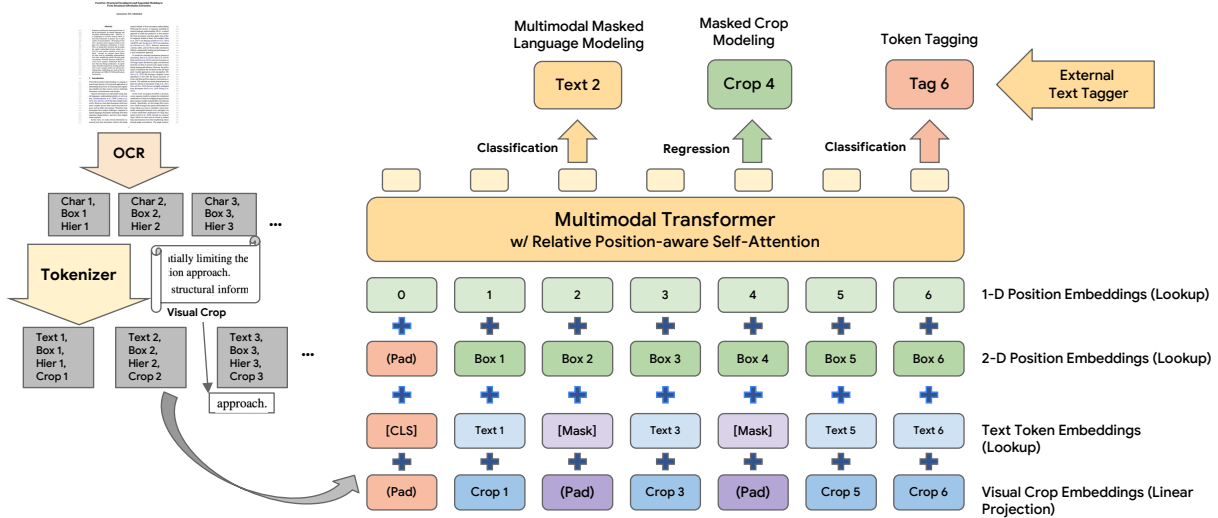 OCR
Char 1,
Box 1
Hier 1
Char 2,
Box 2,
Hier 2
Char 3,
Box 3,
Hier 3
...
Tokenizer
ntially limiting the
ion approach.
structural inform
Visual Crop
Text 1,
Box 1,
Hier 1,
Crop 1
Text 2,
Box 2,
Hier 2,
Crop 2
Text 3,
Box 3,
Hier 3,
Crop 3
...
approach.
Multimodal Masked
Language Modeling
Masked Crop
Modeling
Token Tagging
Text 2
Crop 4
Tag 6
External
Text Tagger
Classification
Regression
Classification
Multimodal Transformer
w/ Relative Position-aware Self-Attention
0 1 2 3 4 5 6
1-D Position Embeddings (Lookup)
(Pad) Box 1 Box 2 Box 3 Box 4 Box 5 Box 6
2-D Position Embeddings (Lookup)
[CLS] Text 1 [Mask] Text 3 [Mask] Text 5 Text 6
Text Token Embeddings
(Lookup)
(Pad) Crop 1 (Pad) Crop 3 (Pad) Crop 5 Crop 6
Visual Crop Embeddings (Linear
Projection)